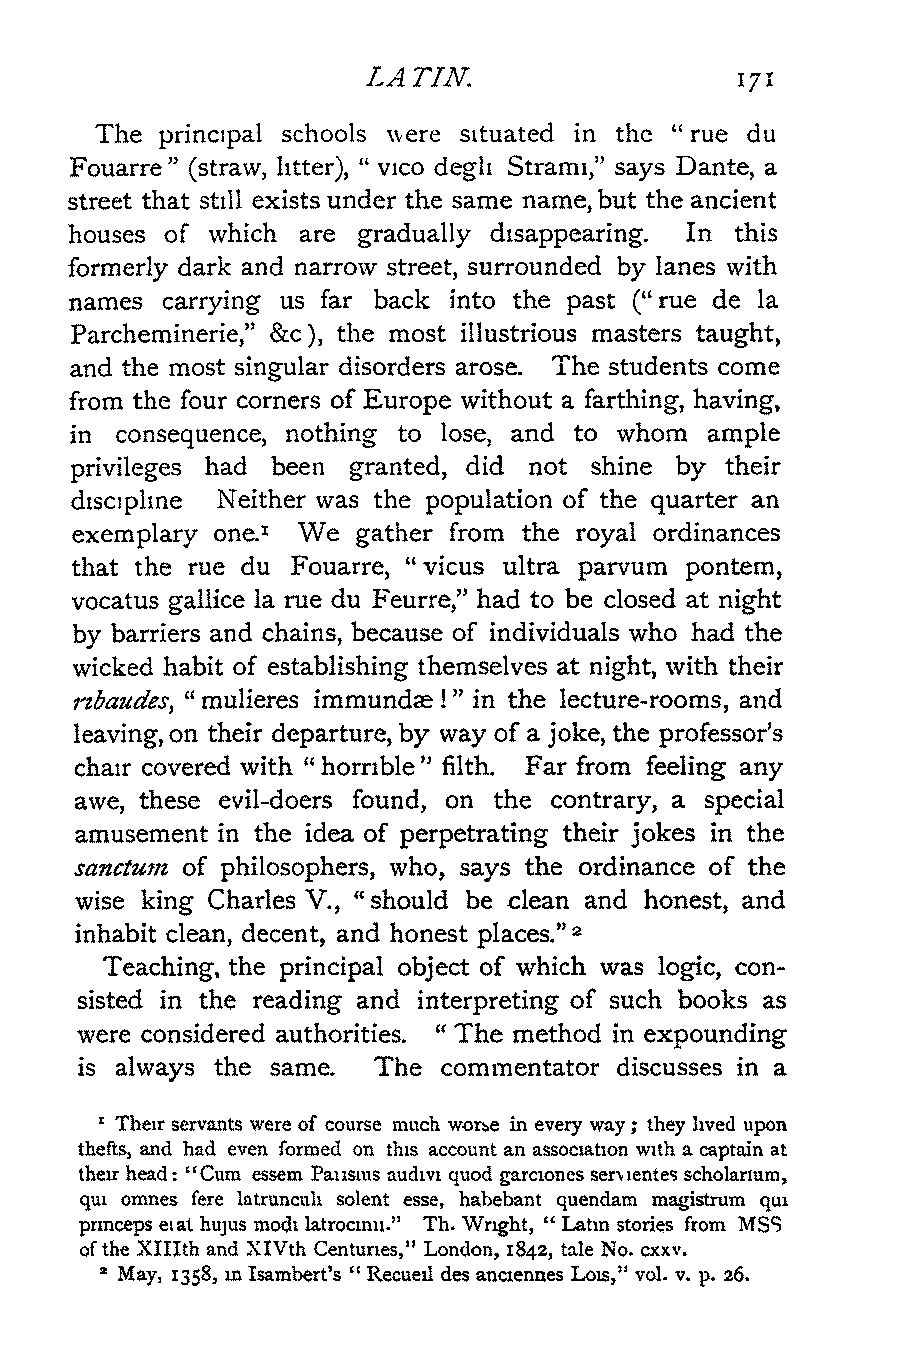 LATIN. 171
The principal schools were situated in the “rue du
Fouarre” (straw, litter), “vico degli Strami,” says Dante, a
street that still exists under the same name, but the ancient
houses of which are gradually disappearing. In this
formerly dark and narrow street, surrounded by lanes with
names carrying us far back into the past (“rue de la
Parcheminerie,” &c), the most illustrious masters taught,
and the most singular disorders arose. The students come
from the four corners of Europe without a farthing, having,
in consequence, nothing to lose, and to whom ample
privileges had been granted, did not shine by their
discipline Neither was the population of the quarter an
exemplary one.¹ We gather from the royal ordinances
that the rue du Fouarre, “vicus ultra parvum pontem,
vocatus gallice la rue du Feurre,” had to be closed at night
by barriers and chains, because of individuals who had the
wicked habit of establishing themselves at night, with their
ribaudes, “mulieres immundæ!” in the lecture-rooms, and
leaving, on their departure, by way of a joke, the professor’s
chair covered with “horrible” filth. Far from feeling any
awe, these evil-doers found, on the contrary, a special
amusement in the idea of perpetrating their jokes in the
sanctum of philosophers, who, says the ordinance of the
wise king Charles V., “should be clean and honest, and
inhabit clean, decent, and honest places.”²
Teaching, the principal object of which was logic, con-
sisted in the reading and interpreting of such books as
were considered authorities. “The method in expounding
is always the same. The commentator discusses in a
¹ Their servants were of course much worse in every way; they lived upon
thefts, and had even formed on this account an association with a captain at
their head: “Cum essem Parisius audivi quod garciones servientes scholarium,
qui omnes fere latrunculi solent esse, habebant quendam magistrum qui
princeps erat hujus modi latrocinii.” Th. Wright, “Latin stories from MSS
of the XIIIth and XIVth Centuries,” London, 1842, tale No. cxxv.
² May, 1358, in Isambert’s “Recueil des anciennes Lois,” vol. v. p. 26.